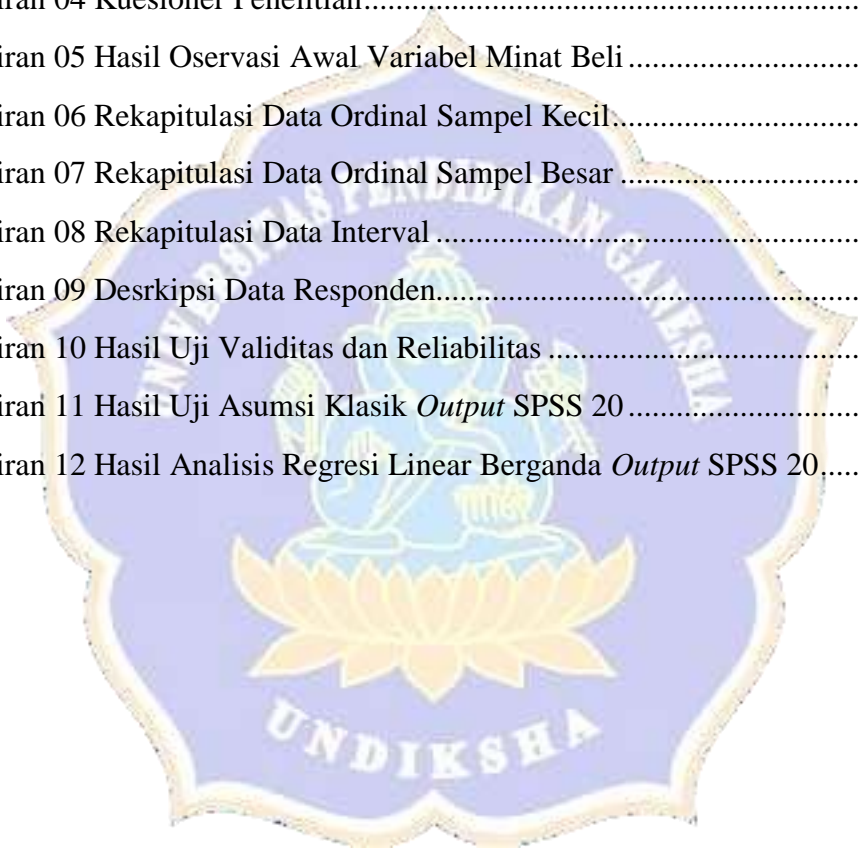 iran 04 Kuesioner Penelitian
iran 05 Hasil Oservasi Awal Variabel Minat Beli
iran 06 Rekapitulasi Data Ordinal Sampel Kecil
iran 07 Rekapitulasi Data Ordinal Sampel Besar
iran 08 Rekapitulasi Data Interval
iran 09 Desrkipsi Data Responden
iran 10 Hasil Uji Validitas dan Reliabilitas
iran 11 Hasil Uji Asumsi Klasik Output SPSS 20
iran 12 Hasil Analisis Regresi Linear Berganda Output SPSS 20
UNIVERSITAS PENDIDIKAN GANESHA
UNDIKSHA